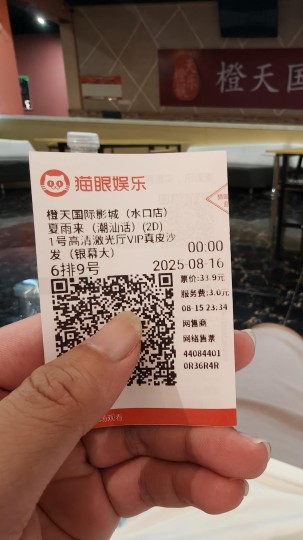 橙天国
猫眼娱乐
橙天国际影城（水口店）
夏雨来（潮汕话）(2D)
1号高清激光厅VIP真皮沙
发（银幕大）
00:00
6排9号
2025-08-16
票价:33.9元
服务费:3.0元
08-15 23:34
网售商
网络售票
44084401
0R36R4R